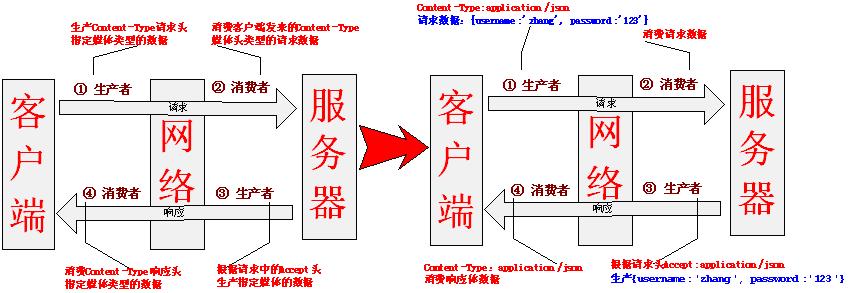 生产Content-Type请求头
指定媒体类型的数据
消费客户端发来的Content-Type
媒体头类型的请求数据
① 生产者
② 消费者
请求
客户端
网络
服务器
④ 消费者
③ 生产者
响应
消费Content-Type响应头
指定媒体类型的数据
根据请求中的Accept头
生产指定媒体的数据
Content-Type:application/json
请求数据：{username:'zhang', password:'123'}
消费请求数据
① 生产者
② 消费者
请求
客户端
网络
服务器
④ 消费者
③ 生产者
响应
Content-Type：application/json
消费响应体数据
根据请求头Accept:application/json
生产{username:'zhang', password:'123'}